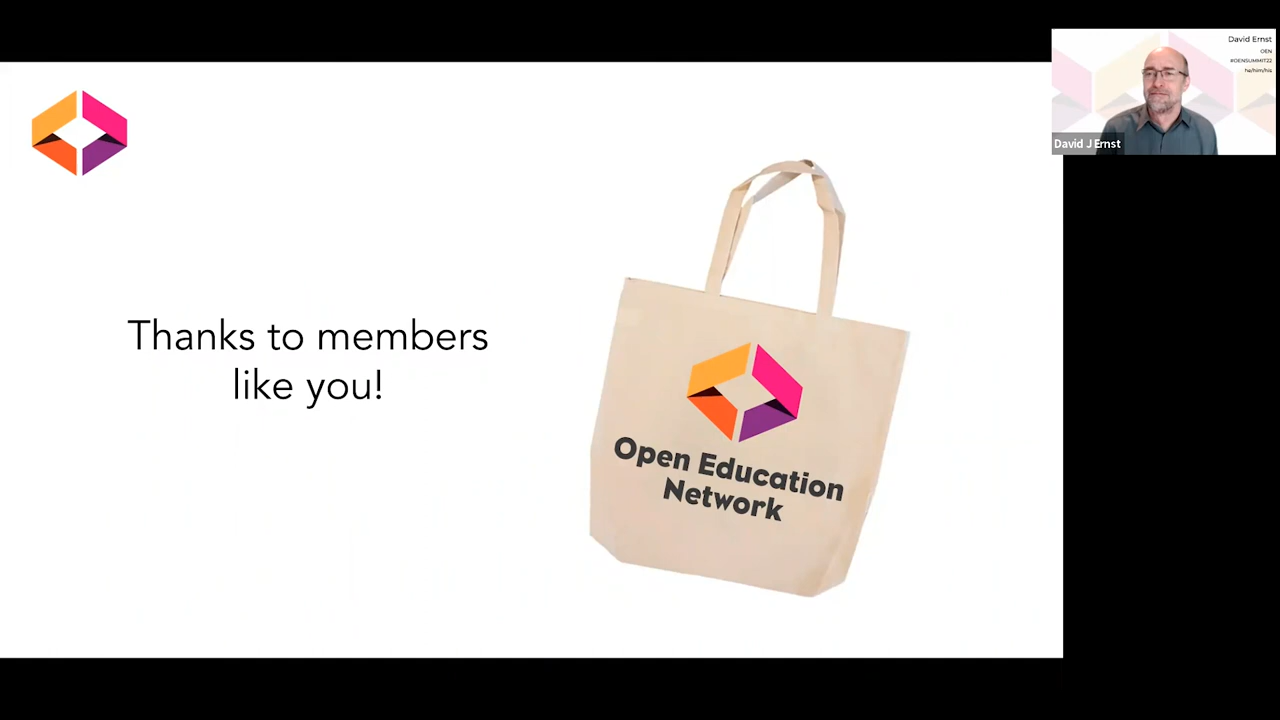 Thanks to members
like you!
Open Education
Network
David Ernst
OEN
#OENSUMMIT22
he/him/his
David J Ernst